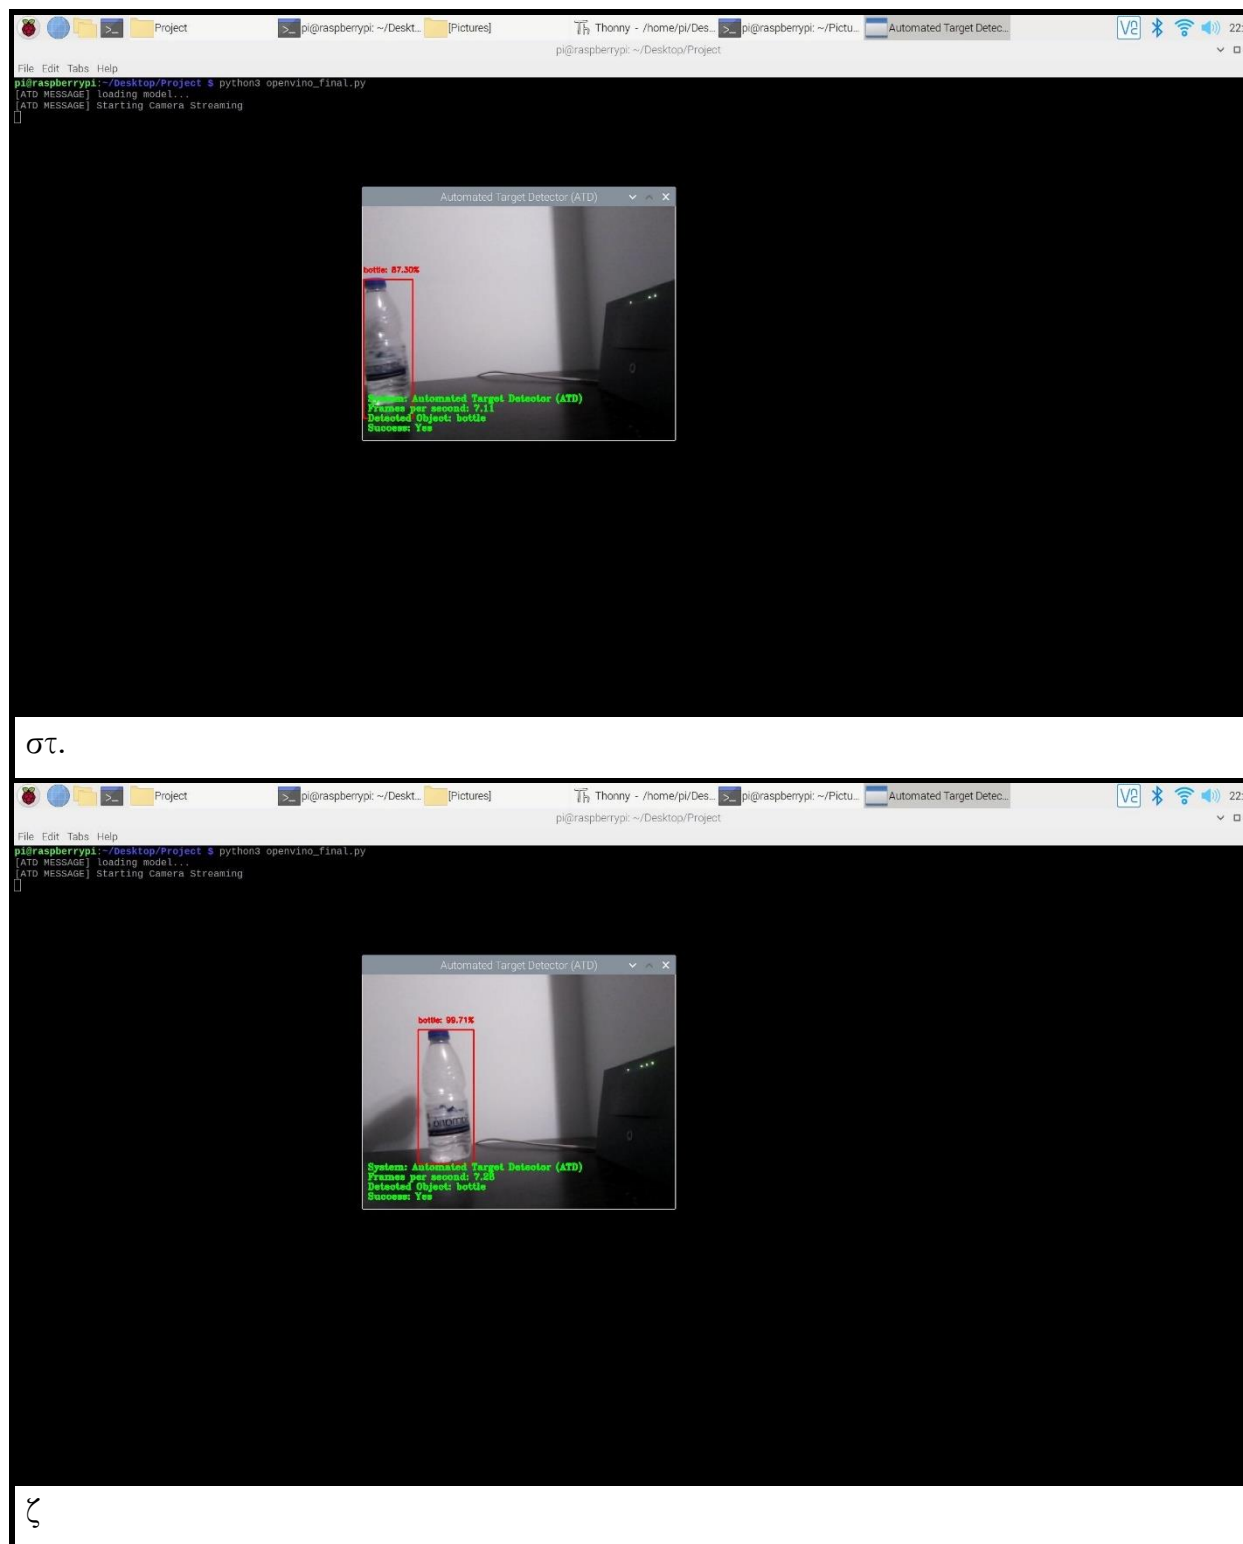 Project
pi@raspberrypi: ~/Deskt...
[Pictures]
Thonny - /home/pi/Des...
pi@raspberrypi: ~/Pictu...
Automated Target Detec...
22:
pi@raspberrypi: ~/Desktop/Project
File Edit Tabs Help
pi@raspberrypi:~/Desktop/Project $ python3 openvino_final.py
[ATD MESSAGE] loading model...
[ATD MESSAGE] Starting Camera Streaming
Automated Target Detector (ATD)
bottle: 87.30%
System: Automated Target Detector (ATD)
Frames per second: 7.11
Detected Object: bottle
Success: Yes
στ.
Project
pi@raspberrypi: ~/Deskt...
[Pictures]
Thonny - /home/pi/Des...
pi@raspberrypi: ~/Pictu...
Automated Target Detec...
22:
pi@raspberrypi: ~/Desktop/Project
File Edit Tabs Help
pi@raspberrypi:~/Desktop/Project $ python3 openvino_final.py
[ATD MESSAGE] loading model...
[ATD MESSAGE] Starting Camera Streaming
Automated Target Detector (ATD)
bottle: 99.71%
System: Automated Target Detector (ATD)
Frames per second: 7.28
Detected Object: bottle
Success: Yes
ζ